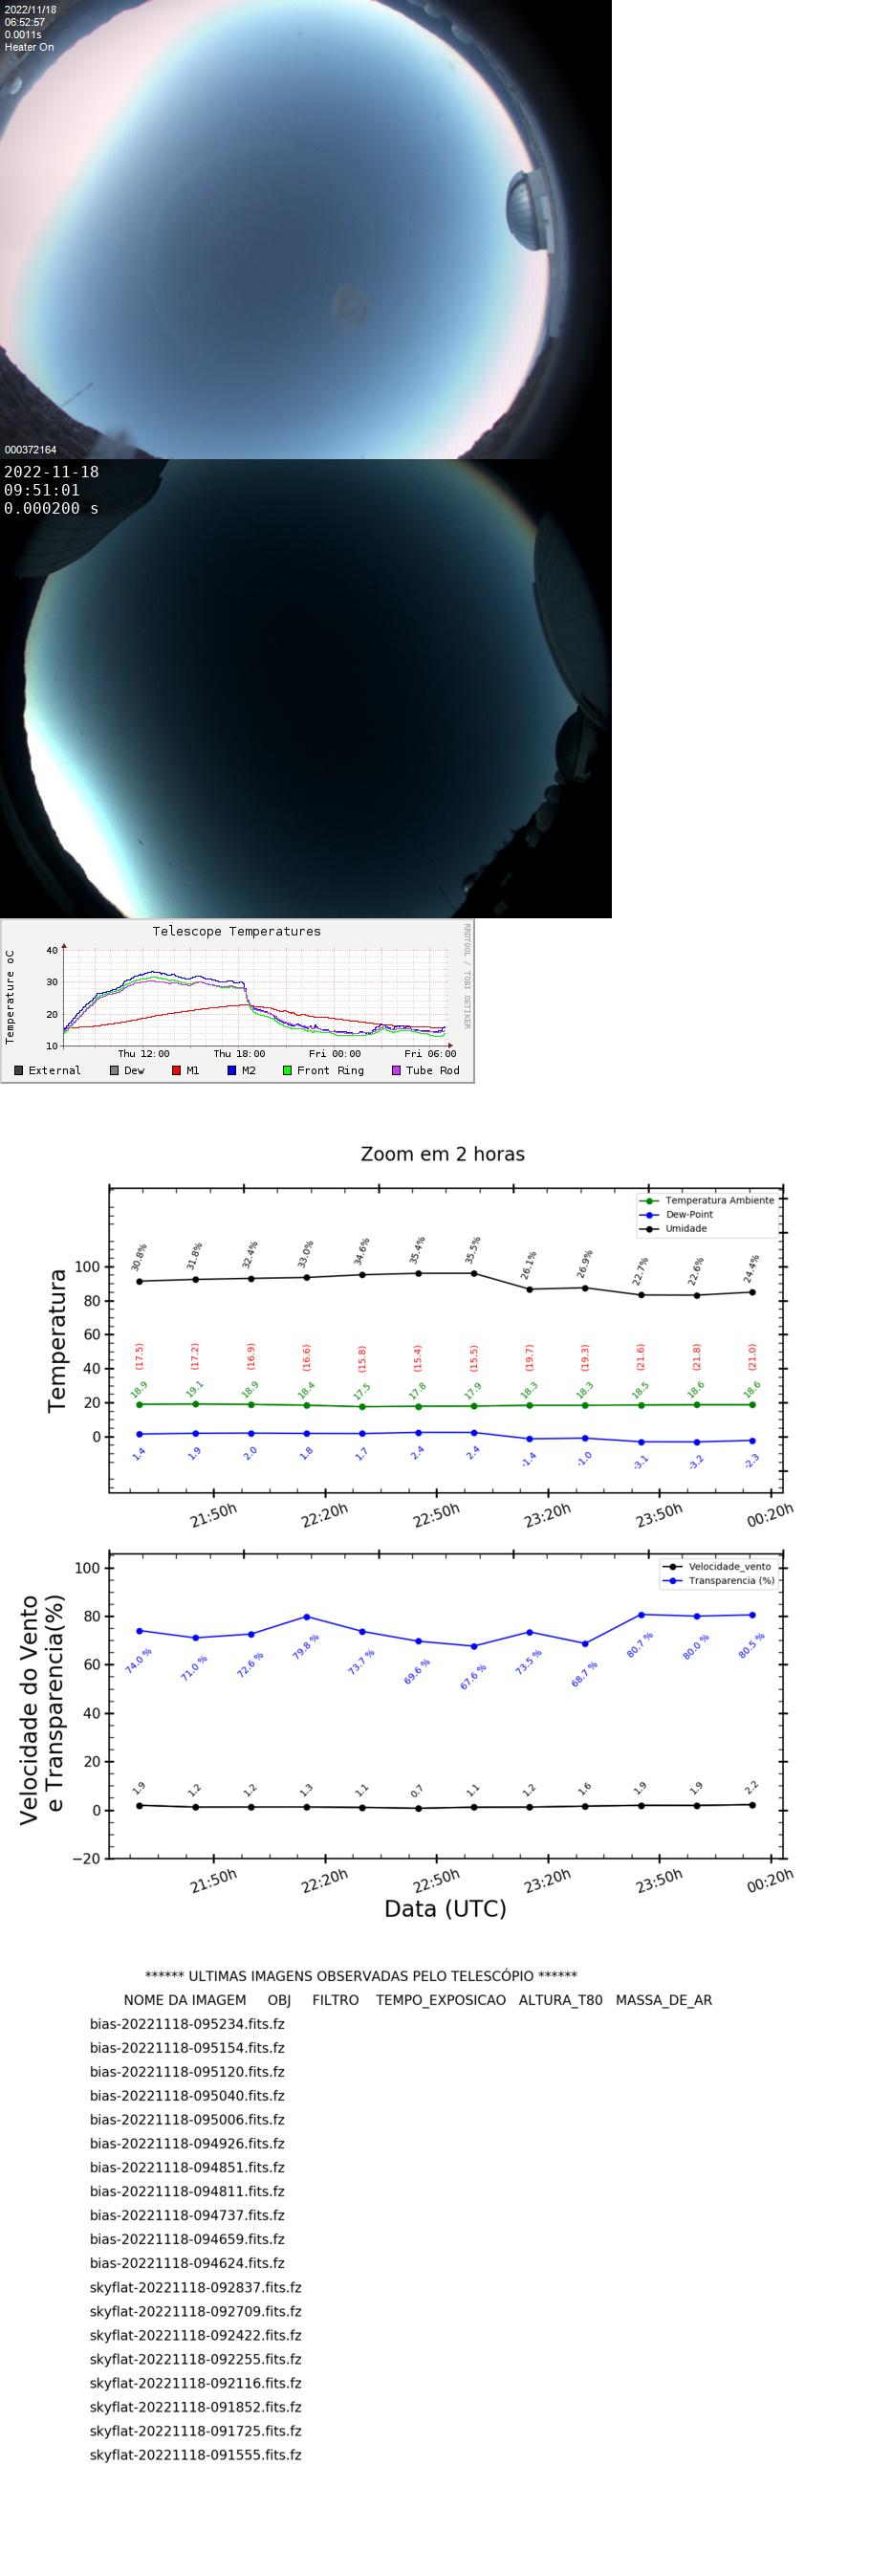 2022/11/18
06:52:57
0.0011s
Heater On
000372164
2022-11-18
09:51:01
0.000200 s
Telescope Temperatures
RRDTOOL / TOBI OETIKER
Temperature oC
40
30
20
10
Thu 12:00 Thu 18:00 Fri 00:00 Fri 06:00
External Dew M1 M2 Front Ring Tube Rod
Zoom em 2 horas
Temperatura Ambiente
Dew-Point
Umidade
Temperatura
100
80
60
40
20
0
30.8% 31.8% 32.4% 33.0% 34.6% 35.4% 35.5% 26.1% 26.9% 22.7% 22.6% 24.4%
(17.5) (17.2) (16.9) (16.6) (15.8) (15.4) (15.5) (19.7) (19.3) (21.6) (21.8) (21.0)
18.9 19.1 18.9 18.4 17.5 17.8 17.9 18.3 18.3 18.5 18.6 18.6
1.4 1.9 2.0 1.8 1.7 2.4 2.4 -1.4 -1.0 -3.1 -3.2 -2.3
21:50h 22:20h 22:50h 23:20h 23:50h 00:20h
Velocidade_vento
Transparencia (%)
Velocidade do Vento
e Transparencia(%)
100
80
60
40
20
0
−20
74.0 % 71.0 % 72.6 % 79.8 % 73.7 % 69.6 % 67.6 % 73.5 % 68.7 % 80.7 % 80.0 % 80.5 %
1.9 1.2 1.2 1.3 1.1 0.7 1.1 1.2 1.6 1.9 1.9 2.2
21:50h 22:20h 22:50h 23:20h 23:50h 00:20h
Data (UTC)
****** ULTIMAS IMAGENS OBSERVADAS PELO TELESCÓPIO ******
NOME DA IMAGEM OBJ FILTRO TEMPO_EXPOSICAO ALTURA_T80 MASSA_DE_AR
bias-20221118-095234.fits.fz
bias-20221118-095154.fits.fz
bias-20221118-095120.fits.fz
bias-20221118-095040.fits.fz
bias-20221118-095006.fits.fz
bias-20221118-094926.fits.fz
bias-20221118-094851.fits.fz
bias-20221118-094811.fits.fz
bias-20221118-094737.fits.fz
bias-20221118-094659.fits.fz
bias-20221118-094624.fits.fz
skyflat-20221118-092837.fits.fz
skyflat-20221118-092709.fits.fz
skyflat-20221118-092422.fits.fz
skyflat-20221118-092255.fits.fz
skyflat-20221118-092116.fits.fz
skyflat-20221118-091852.fits.fz
skyflat-20221118-091725.fits.fz
skyflat-20221118-091555.fits.fz